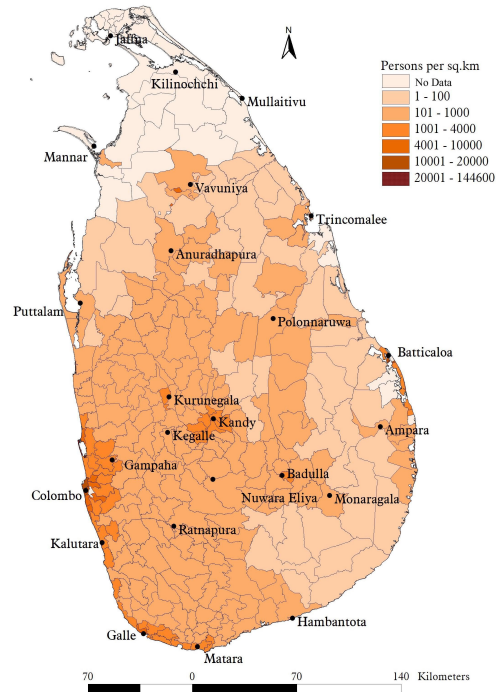 N
Jaffna
Kilinochchi
Mullaitivu
Mannar
Vavuniya
Trincomalee
Anuradhapura
Puttalam
Polonnaruwa
Batticaloa
Kurunegala
Kandy
Kegalle
Ampara
Gampaha
Badulla
Colombo
Nuwara Eliya
Monaragala
Ratnapura
Kalutara
Hambantota
Galle
Matara
Persons per sq.km
No Data
1 - 100
101 - 1000
1001 - 4000
4001 - 10000
10001 - 20000
20001 - 144600
70 0 70 140 Kilometers